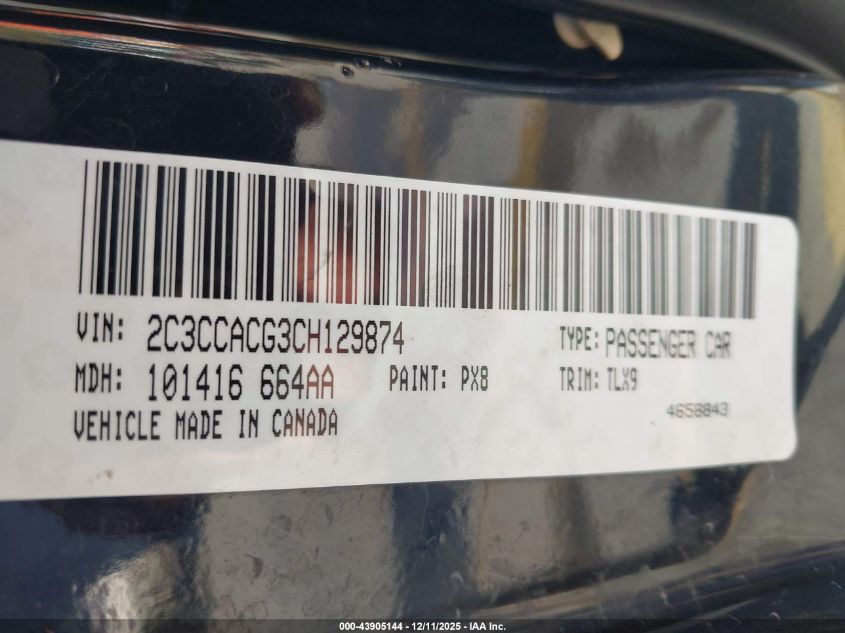 VIN: 2C3CCACG3CH129874 TYPE: PASSENGER CAR
MDH: 101416 664AA PAINT: PX8 TRIM: TLX9
4658843
VEHICLE MADE IN CANADA
000-43905144 - 12/11/2025 - IAA Inc.